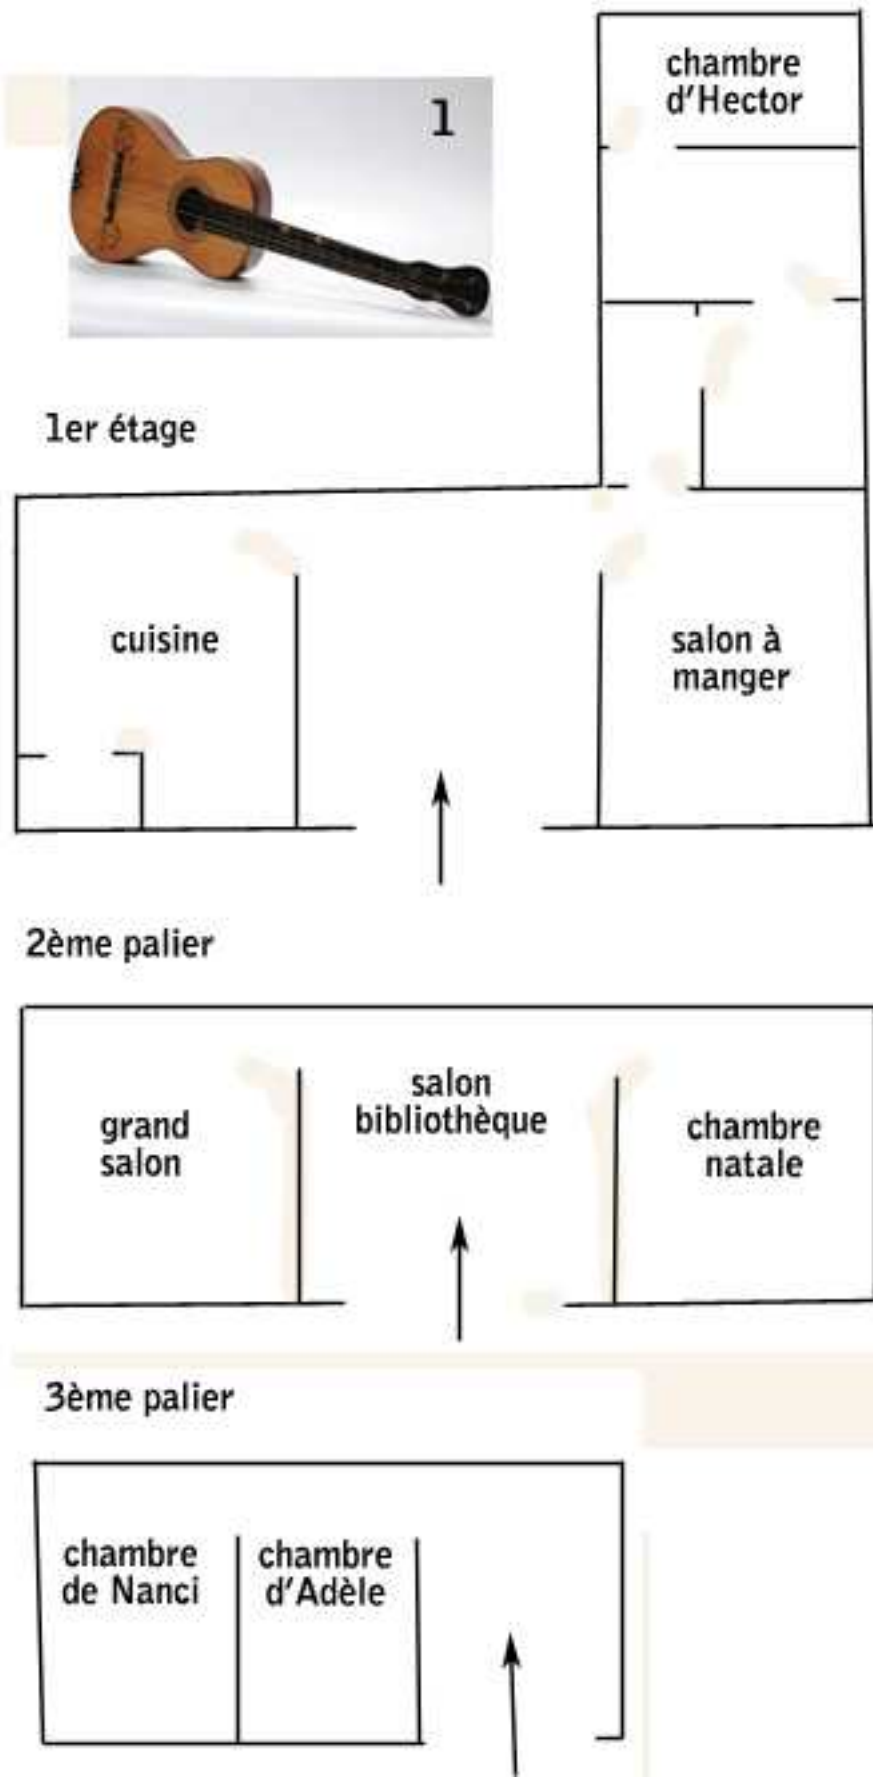 chambre
d'Hector
1
1er étage
cuisine
salon à
manger
2ème palier
grand
salon
salon
bibliothèque
chambre
natale
3ème palier
chambre
de Nanci
chambre
d'Adèle